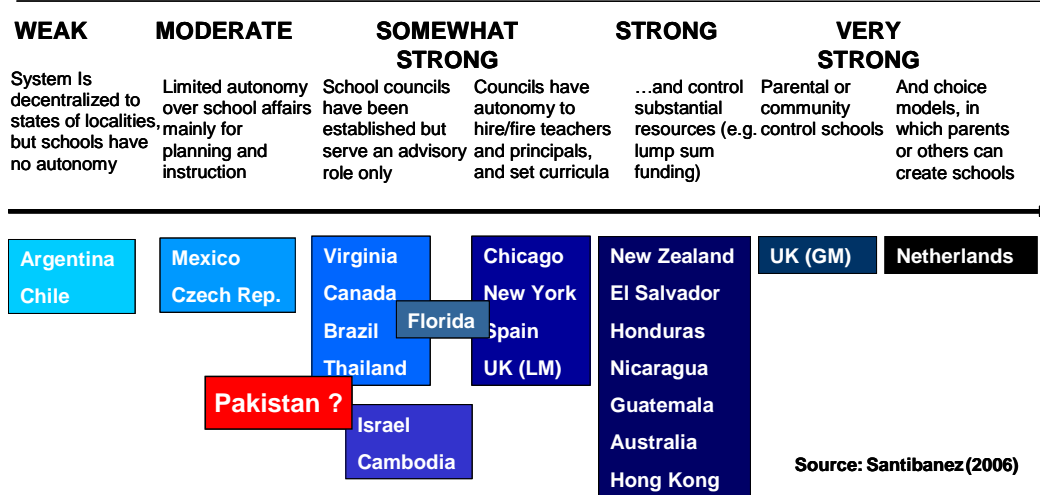 WEAK
MODERATE
SOMEWHAT
STRONG
STRONG
VERY
STRONG
System Is
decentralized to
states of localities,
but schools have
no autonomy
Limited autonomy
over school affairs
mainly for
planning and
instruction
School councils
have been
established but
serve an advisory
role only
Councils have
autonomy to
hire/fire teachers
and principals,
and set curricula
…and control
substantial
resources (e.g.
lump sum
funding)
Parental or
community
control schools
And choice
models, in
which parents
or others can
create schools
Argentina
Chile
Mexico
Czech Rep.
Virginia
Canada
Brazil
Thailand
Florida
Pakistan ?
Israel
Cambodia
Chicago
New York
Spain
UK (LM)
New Zealand
El Salvador
Honduras
Nicaragua
Guatemala
Australia
Hong Kong
UK (GM)
Netherlands
Source: Santibanez (2006)